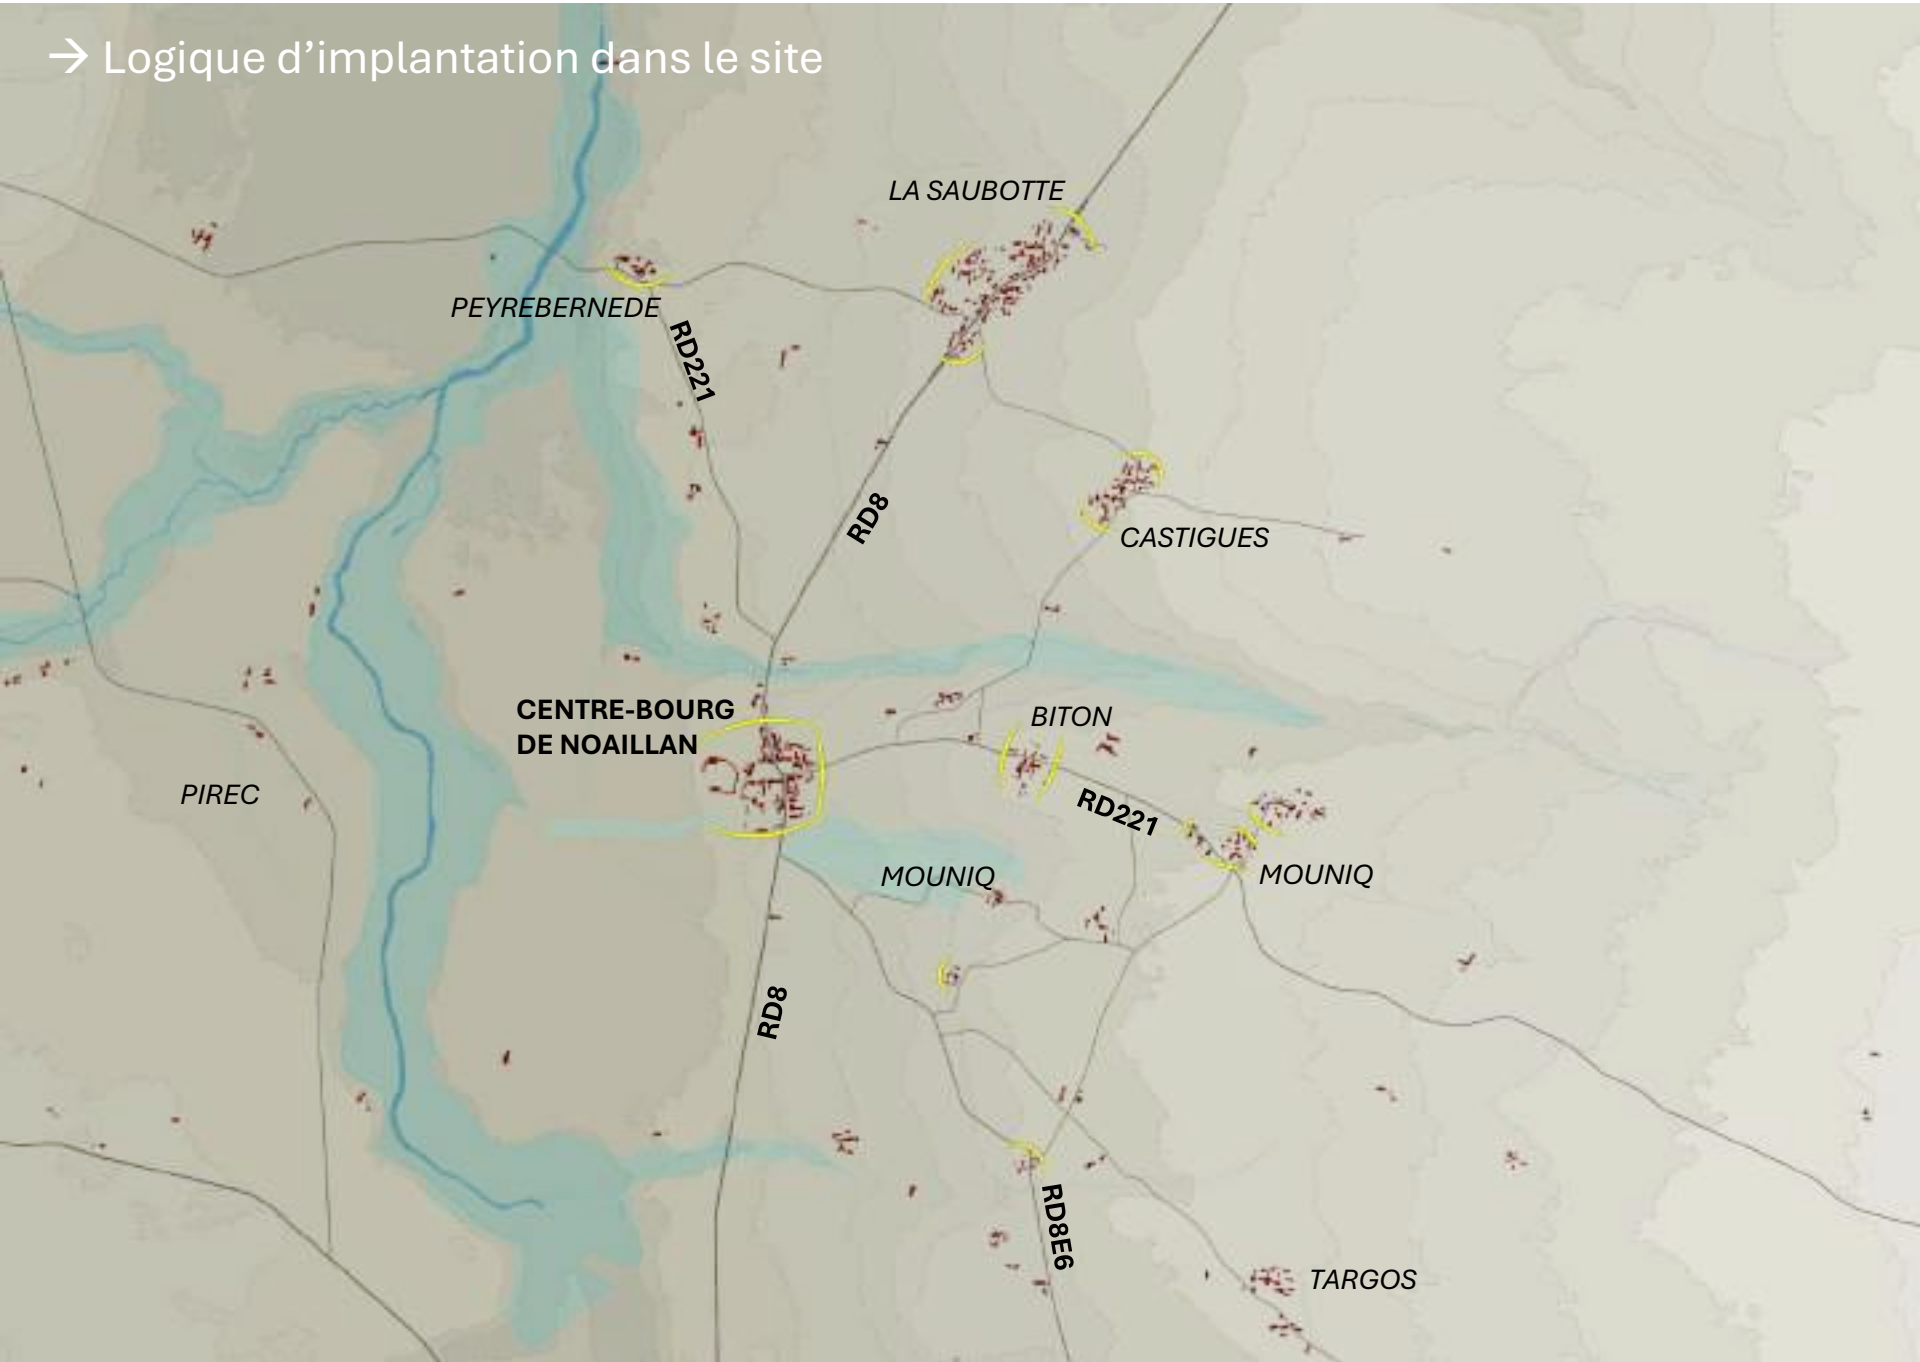 → Logique d’implantation dans le site
LA SAUBOTTE
PEYREBERNEDE
RD221
RD8
CASTIGUES
CENTRE-BOURG
DE NOAILLAN
BITON
PIREC
RD221
MOUNIQ
MOUNIQ
RD8
RD8E6
TARGOS